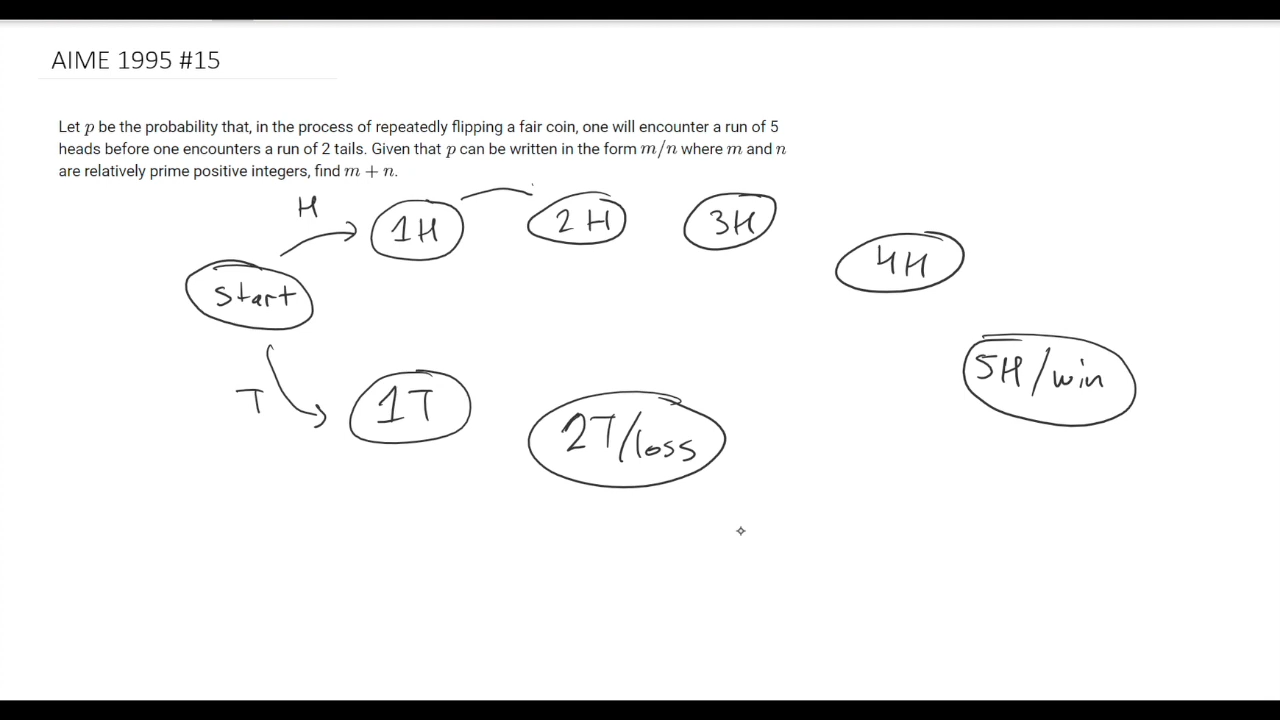 AIME 1995 #15
Let p be the probability that, in the process of repeatedly flipping a fair coin, one will encounter a run of 5
heads before one encounters a run of 2 tails. Given that p can be written in the form m/n where m and n
are relatively prime positive integers, find m + n.
H
1H
2H
3H
4H
Start
5H/win
T
1T
2T/loss